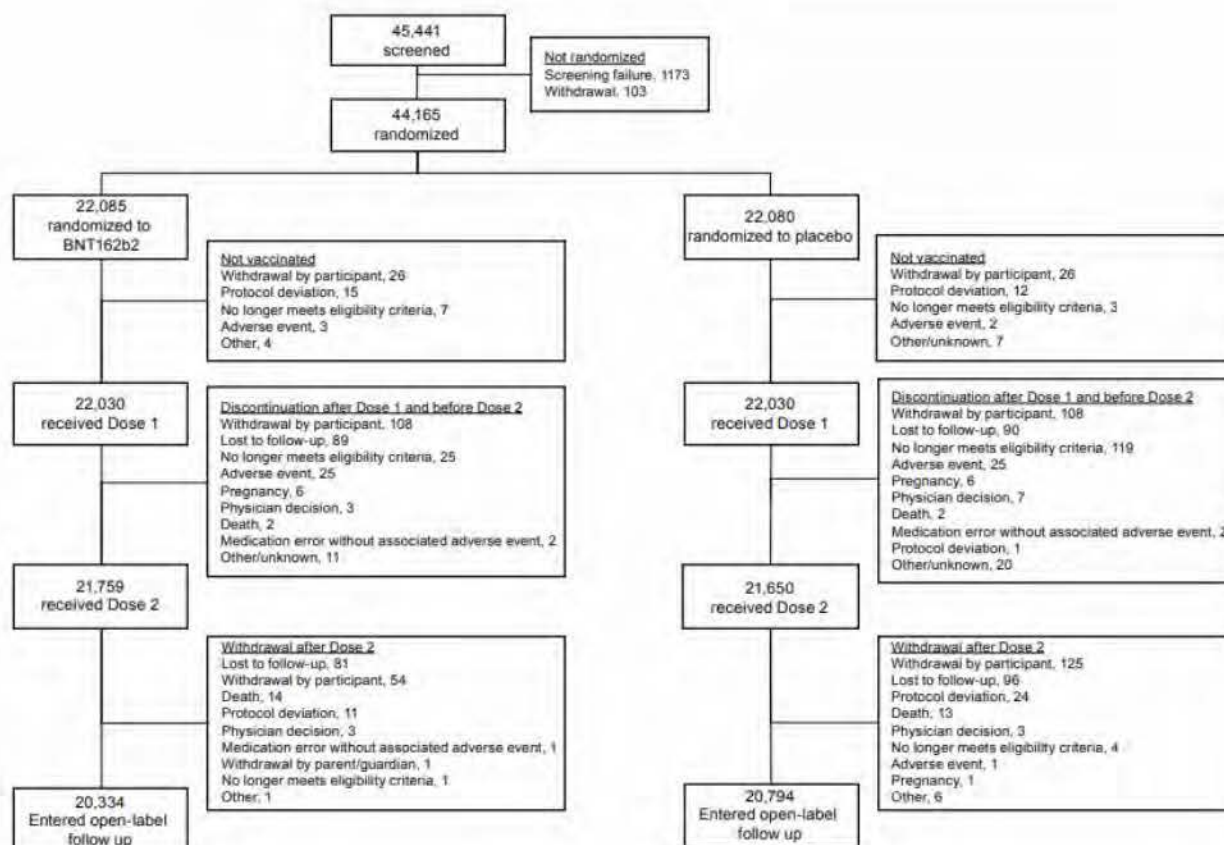 45,441
screened
Not randomized
Screening failure, 1173
Withdrawal, 103
44,165
randomized
22,085
randomized to
BNT162b2
22,080
randomized to placebo
Not vaccinated
Withdrawal by participant, 26
Protocol deviation, 15
No longer meets eligibility criteria, 7
Adverse event, 3
Other, 4
Not vaccinated
Withdrawal by participant, 26
Protocol deviation, 12
No longer meets eligibility criteria, 3
Adverse event, 2
Other/unknown, 7
22,030
received Dose 1
22,030
received Dose 1
Discontinuation after Dose 1 and before Dose 2
Withdrawal by participant, 108
Lost to follow-up, 89
No longer meets eligibility criteria, 25
Adverse event, 25
Pregnancy, 6
Physician decision, 3
Death, 2
Medication error without associated adverse event, 2
Other/unknown, 11
Discontinuation after Dose 1 and before Dose 2
Withdrawal by participant, 108
Lost to follow-up, 90
No longer meets eligibility criteria, 119
Adverse event, 25
Pregnancy, 6
Physician decision, 7
Death, 2
Medication error without associated adverse event, 2
Protocol deviation, 1
Other/unknown, 20
21,759
received Dose 2
21,650
received Dose 2
Withdrawal after Dose 2
Lost to follow-up, 81
Withdrawal by participant, 54
Death, 14
Protocol deviation, 11
Physician decision, 3
Medication error without associated adverse event, 1
Withdrawal by parent/guardian, 1
No longer meets eligibility criteria, 1
Other, 1
Withdrawal after Dose 2
Withdrawal by participant, 125
Lost to follow-up, 96
Protocol deviation, 24
Death, 13
Physician decision, 3
No longer meets eligibility criteria, 4
Adverse event, 1
Pregnancy, 1
Other, 6
20,334
Entered open-label
follow up
20,794
Entered open-label
follow up